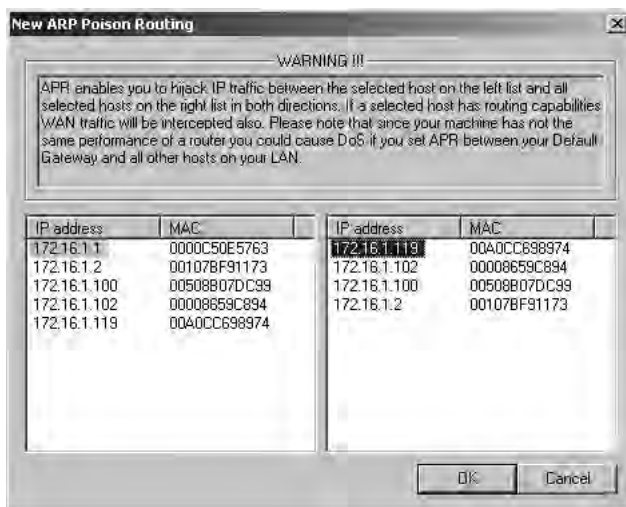 New ARP Poison Routing
WARNING !!!
APR enables you to hijack IP traffic between the selected host on the left list and all
selected hosts on the right list in both directions. If a selected host has routing capabilities
WAN traffic will be intercepted also. Please note that since your machine has not the
same performance of a router you could cause DoS if you set APR between your Default
Gateway and all other hosts on your LAN.
IP address MAC IP address MAC
172.16.1.1 0000C50E5763 172.16.1.119 00A0CC698974
172.16.1.2 00107BF91173 172.16.1.102 00008659C894
172.16.1.100 00508B07DC99 172.16.1.100 00508B07DC99
172.16.1.102 00008659C894 172.16.1.2 00107BF91173
172.16.1.119 00A0CC698974
OK Cancel